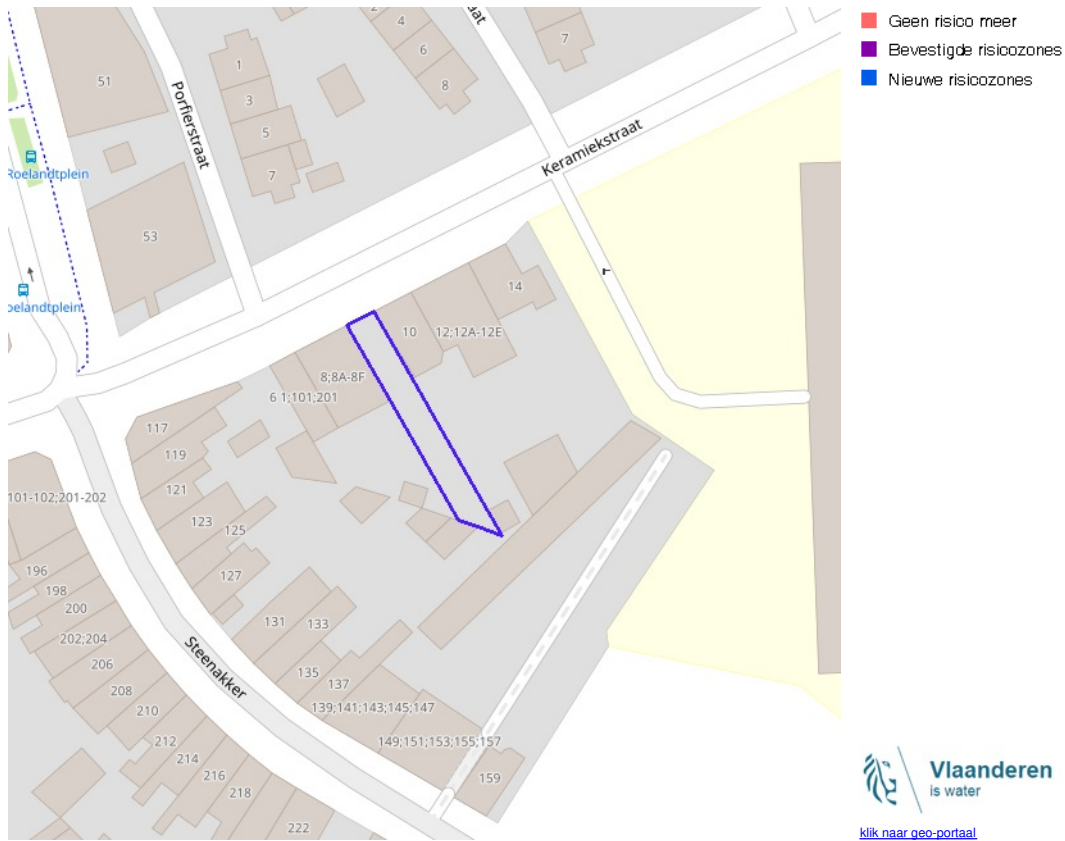 51
Porfierstraat
1
3
5
7
2
4
6
8
aat
7
Keramiekstraat
Roelandtplein
53
oelandtplein
14
10
12;12A-12E
8;8A-8F
6 1;101;201
117
119
121
123
125
127
101-102;201-202
196
198
200
202;204
206
208
210
212
214
216
218
222
131
133
135
137
139;141;143;145;147
149;151;153;155;157
159
Steenakker
Geen risico meer
Bevestigde risicozones
Nieuwe risicozones
Vlaanderen
is water
klik naar geo-portaal